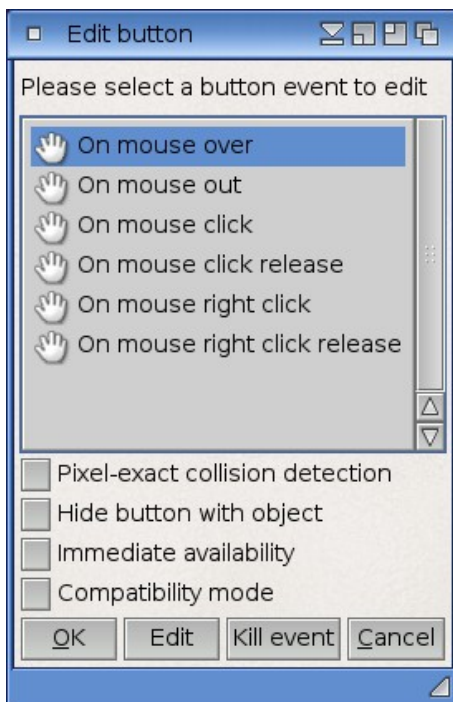 Edit button
Please select a button event to edit
On mouse over
On mouse out
On mouse click
On mouse click release
On mouse right click
On mouse right click release
Pixel-exact collision detection
Hide button with object
Immediate availability
Compatibility mode
OK Edit Kill event Cancel